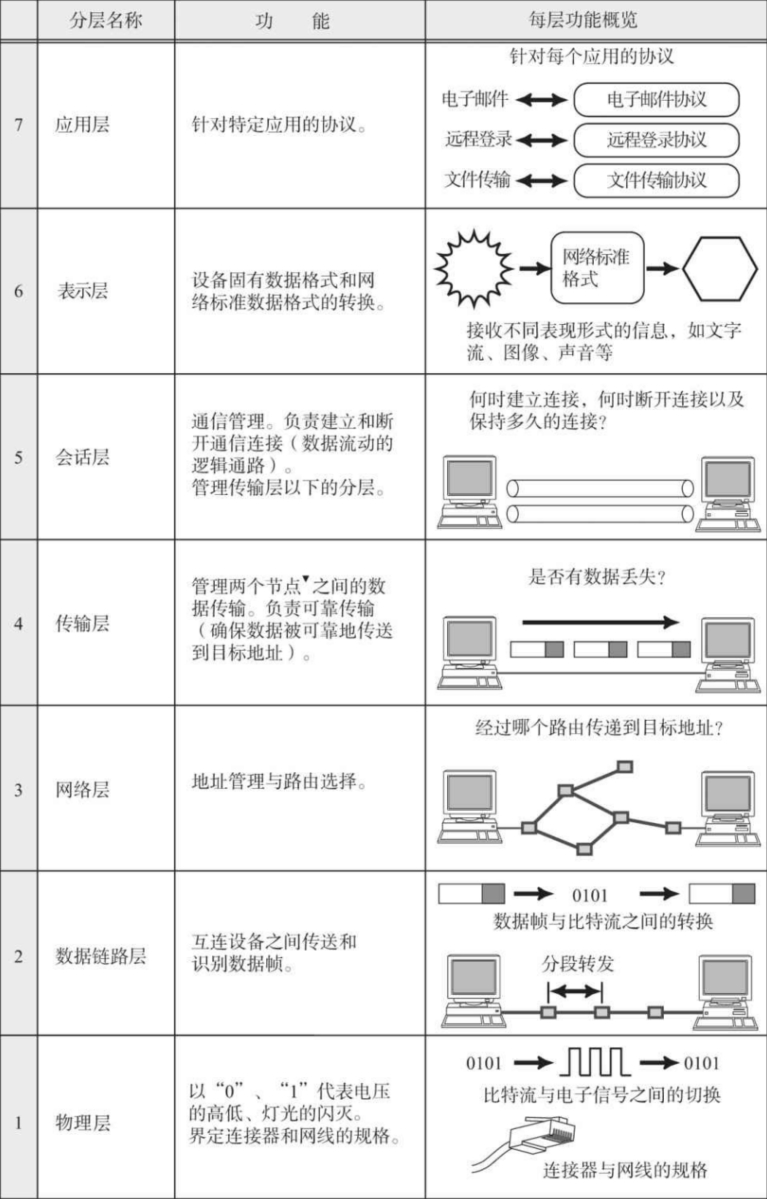 分层名称 功 能 每层功能概览
7 应用层 针对特定应用的协议。
针对每个应用的协议
电子邮件 电子邮件协议
远程登录 远程登录协议
文件传输 文件传输协议
6 表示层
设备固有数据格式和网
络标准数据格式的转换。
网络标准
格式
接收不同表现形式的信息,如文字
流、图像、声音等
5 会话层
通信管理。负责建立和断
开通信连接(数据流动的
逻辑通路)。
管理传输层以下的分层。
何时建立连接,何时断开连接以及
保持多久的连接?
4 传输层
管理两个节点▼之间的数
据传输。负责可靠传输
(确保数据被可靠地传送
到目标地址)。
是否有数据丢失?
3 网络层 地址管理与路由选择。
经过哪个路由传递到目标地址?
2 数据链路层
互连设备之间传送和
识别数据帧。
0101
数据帧与比特流之间的转换
分段转发
1 物理层
以“0”、“1”代表电压
的高低、灯光的闪灭。
界定连接器和网线的规格。
0101 0101
比特流与电子信号之间的切换
连接器与网线的规格